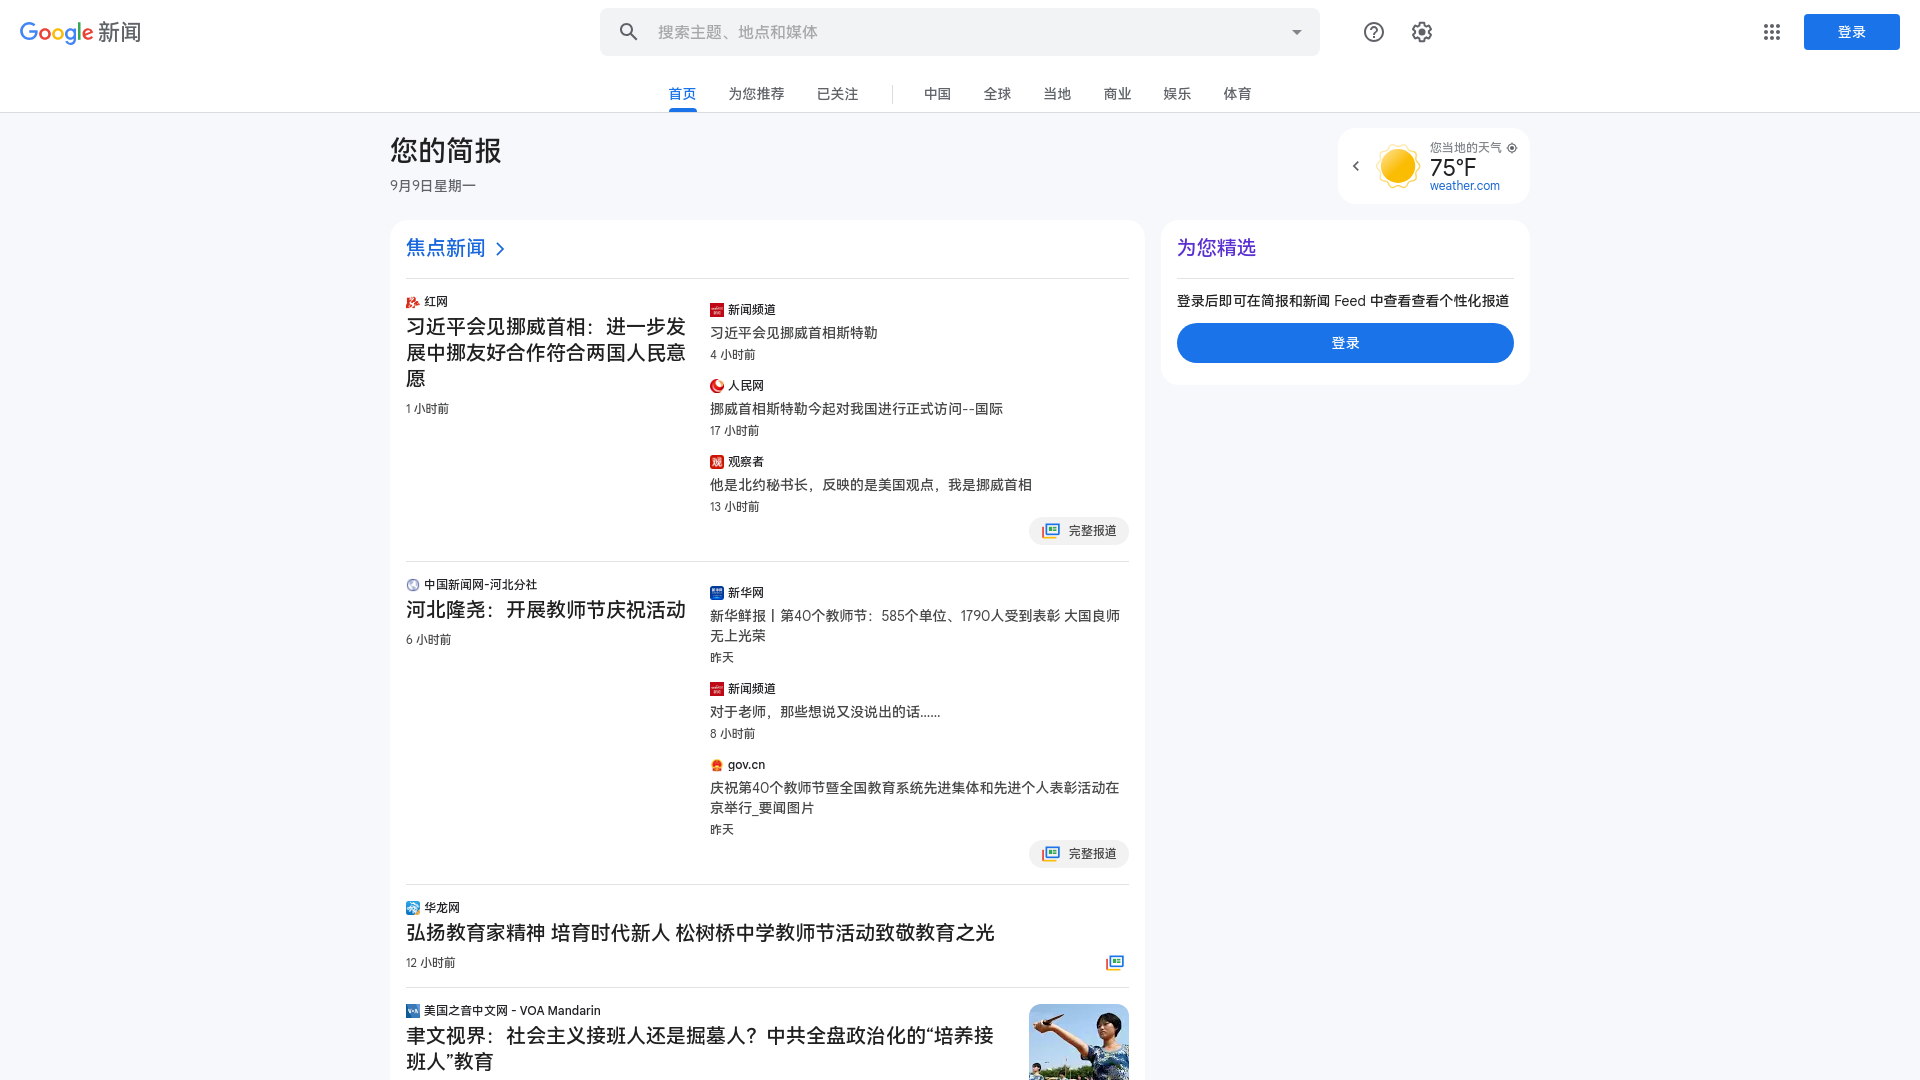 Google 新闻
搜索主题、地点和媒体
登录
首页
为您推荐
已关注
中国
全球
当地
商业
娱乐
体育
您的简报
9月9日星期一
您当地的天气
75°F
weather.com
焦点新闻
红网
习近平会见挪威首相：进一步发
展中挪友好合作符合两国人民意
愿
1 小时前
新闻频道
习近平会见挪威首相斯特勒
4 小时前
人民网
挪威首相斯特勒今起对我国进行正式访问--国际
17 小时前
观察者
他是北约秘书长，反映的是美国观点，我是挪威首相
13 小时前
完整报道
中国新闻网-河北分社
河北隆尧：开展教师节庆祝活动
6 小时前
新华网
新华鲜报丨第40个教师节：585个单位、1790人受到表彰 大国良师
无上光荣
昨天
新闻频道
对于老师，那些想说又没说出的话……
8 小时前
gov.cn
庆祝第40个教师节暨全国教育系统先进集体和先进个人表彰活动在
京举行_要闻图片
昨天
完整报道
华龙网
弘扬教育家精神 培育时代新人 松树桥中学教师节活动致敬教育之光
12 小时前
美国之音中文网 - VOA Mandarin
聿文视界：社会主义接班人还是掘墓人？中共全盘政治化的“培养接
班人”教育
为您精选
登录后即可在简报和新闻 Feed 中查看查看个性化报道
登录